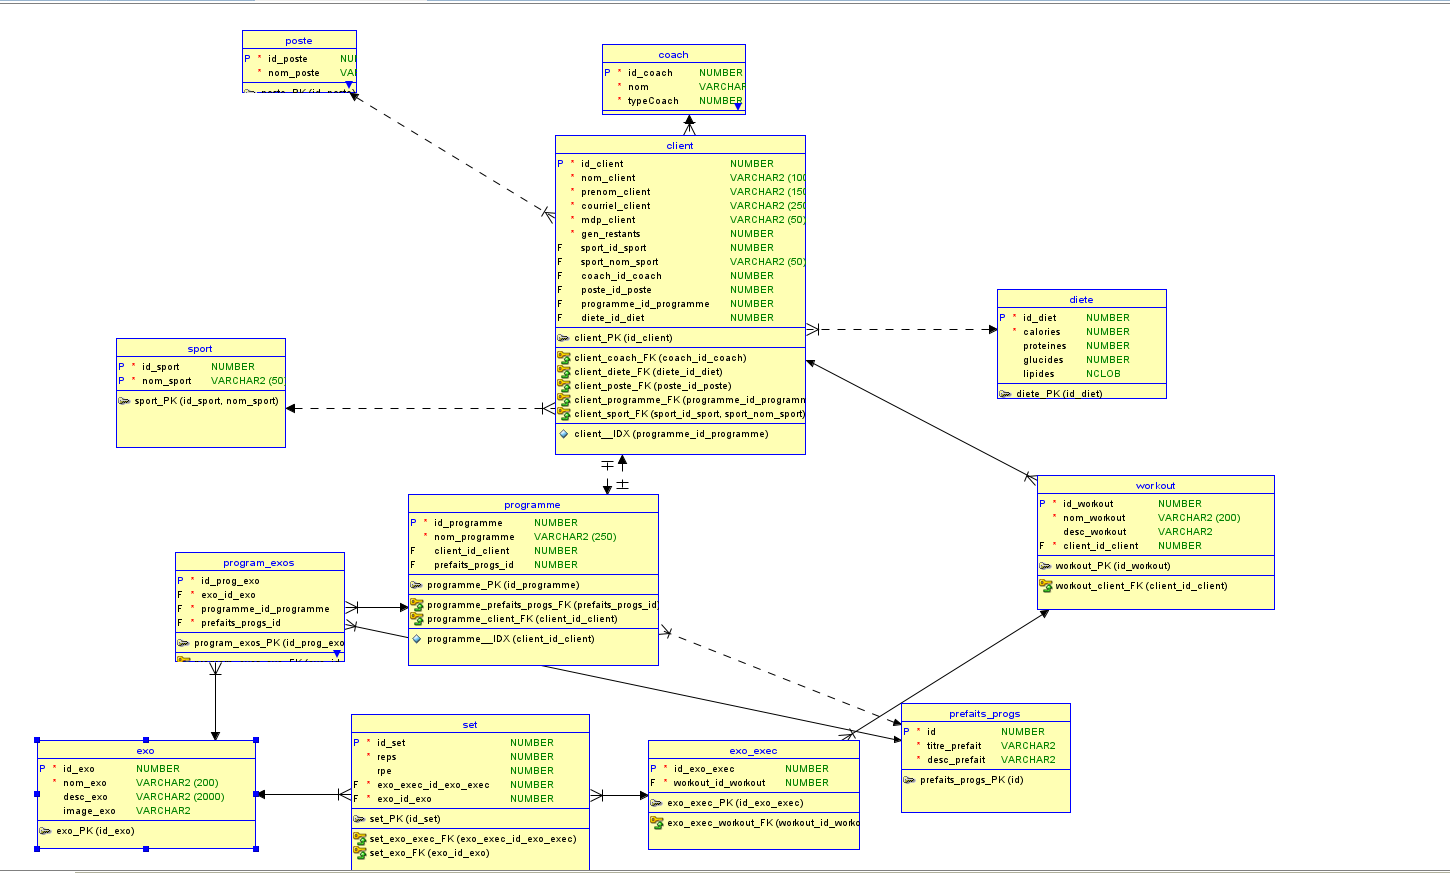 poste
P * id_poste NU
* nom_poste VA
coach
P * id_coach NUMBER
* nom VARCHAR
* typeCoach NUMBER
client
P * id_client NUMBER
* nom_client VARCHAR2 (100
* prenom_client VARCHAR2 (150
* courriel_client VARCHAR2 (250
* mdp_client VARCHAR2 (50)
* gen_restants NUMBER
F sport_id_sport NUMBER
F sport_nom_sport VARCHAR2 (50)
F coach_id_coach NUMBER
F poste_id_poste NUMBER
F programme_id_programme NUMBER
F diete_id_diet NUMBER
client_PK (id_client)
client_coach_FK (coach_id_coach)
client_diete_FK (diete_id_diet)
client_poste_FK (poste_id_poste)
client_programme_FK (programme_id_programm
client_sport_FK (sport_id_sport, sport_nom_sport)
client__IDX (programme_id_programme)
diete
P * id_diet NUMBER
* calories NUMBER
proteines NUMBER
glucides NUMBER
lipides NCLOB
diete_PK (id_diet)
sport
P * id_sport NUMBER
P * nom_sport VARCHAR2 (50
sport_PK (id_sport, nom_sport)
workout
P * id_workout NUMBER
* nom_workout VARCHAR2 (200)
desc_workout VARCHAR2
F * client_id_client NUMBER
workout_PK (id_workout)
workout_client_FK (client_id_client)
programme
P * id_programme NUMBER
* nom_programme VARCHAR2 (250)
F client_id_client NUMBER
F prefaits_progs_id NUMBER
programme_PK (id_programme)
programme_prefaits_progs_FK (prefaits_progs_id
programme_client_FK (client_id_client)
programme__IDX (client_id_client)
program_exos
P * id_prog_exo
F * exo_id_exo
F * programme_id_programme
F * prefaits_progs_id
program_exos_PK (id_prog_exo
prefaits_progs
P * id NUMBER
* titre_prefait VARCHAR2
* desc_prefait VARCHAR2
prefaits_progs_PK (id)
exo
P * id_exo NUMBER
* nom_exo VARCHAR2 (200)
desc_exo VARCHAR2 (2000)
image_exo VARCHAR2
exo_PK (id_exo)
set
P * id_set NUMBER
* reps NUMBER
rpe NUMBER
F * exo_exec_id_exo_exec NUMBER
F * exo_id_exo NUMBER
set_PK (id_set)
set_exo_exec_FK (exo_exec_id_exo_exec)
set_exo_FK (exo_id_exo)
exo_exec
P * id_exo_exec NUMBER
F * workout_id_workout NUMBER
exo_exec_PK (id_exo_exec)
exo_exec_workout_FK (workout_id_worko